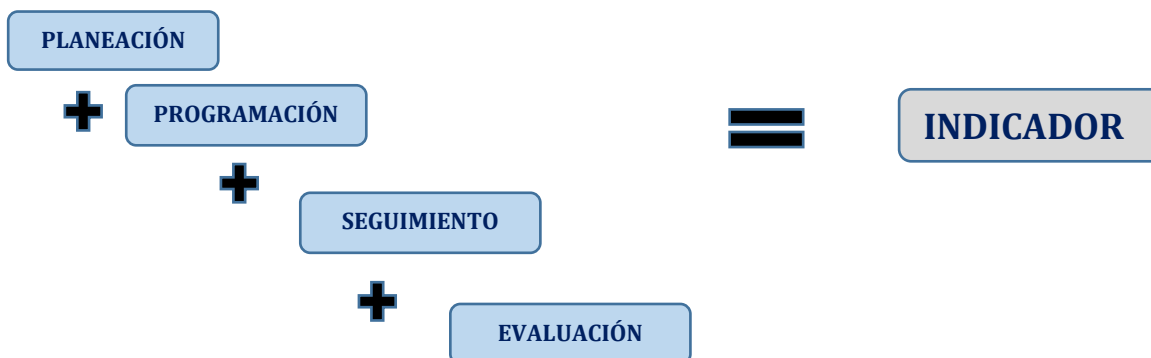 PLANEACIÓN
PROGRAMACIÓN
SEGUIMIENTO
EVALUACIÓN
INDICADOR